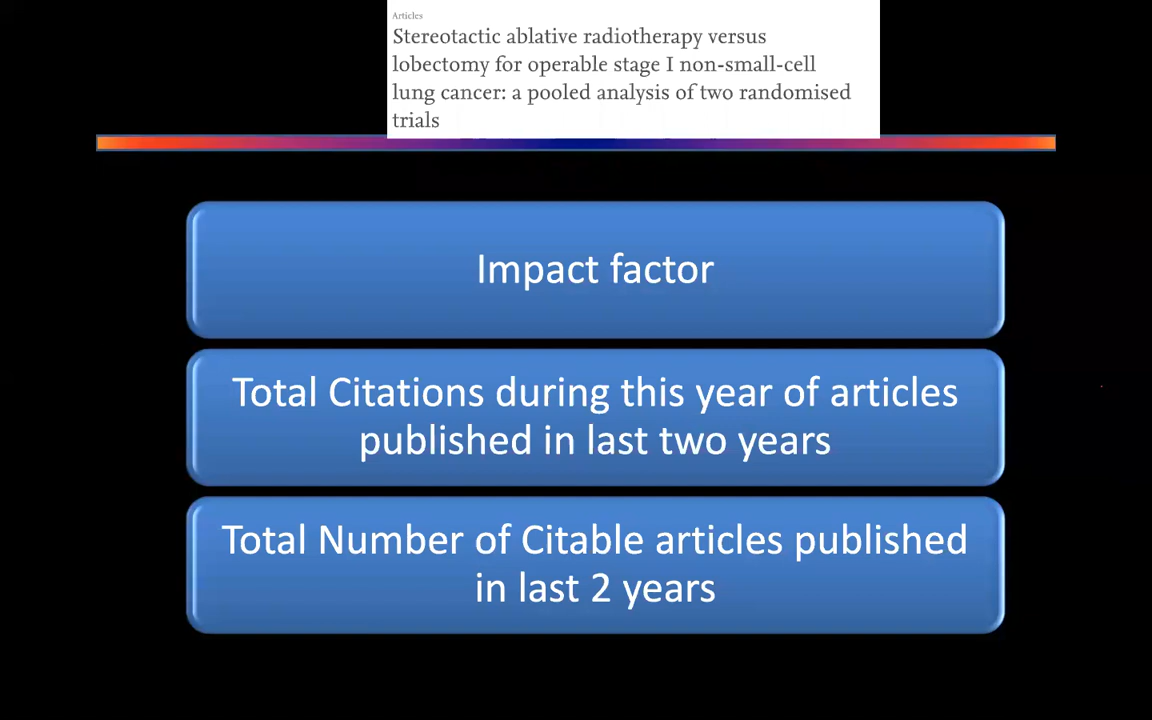 Articles
Stereotactic ablative radiotherapy versus
lobectomy for operable stage I non-small-cell
lung cancer: a pooled analysis of two randomised
trials
Impact factor
Total Citations during this year of articles
published in last two years
Total Number of Citable articles published
in last 2 years